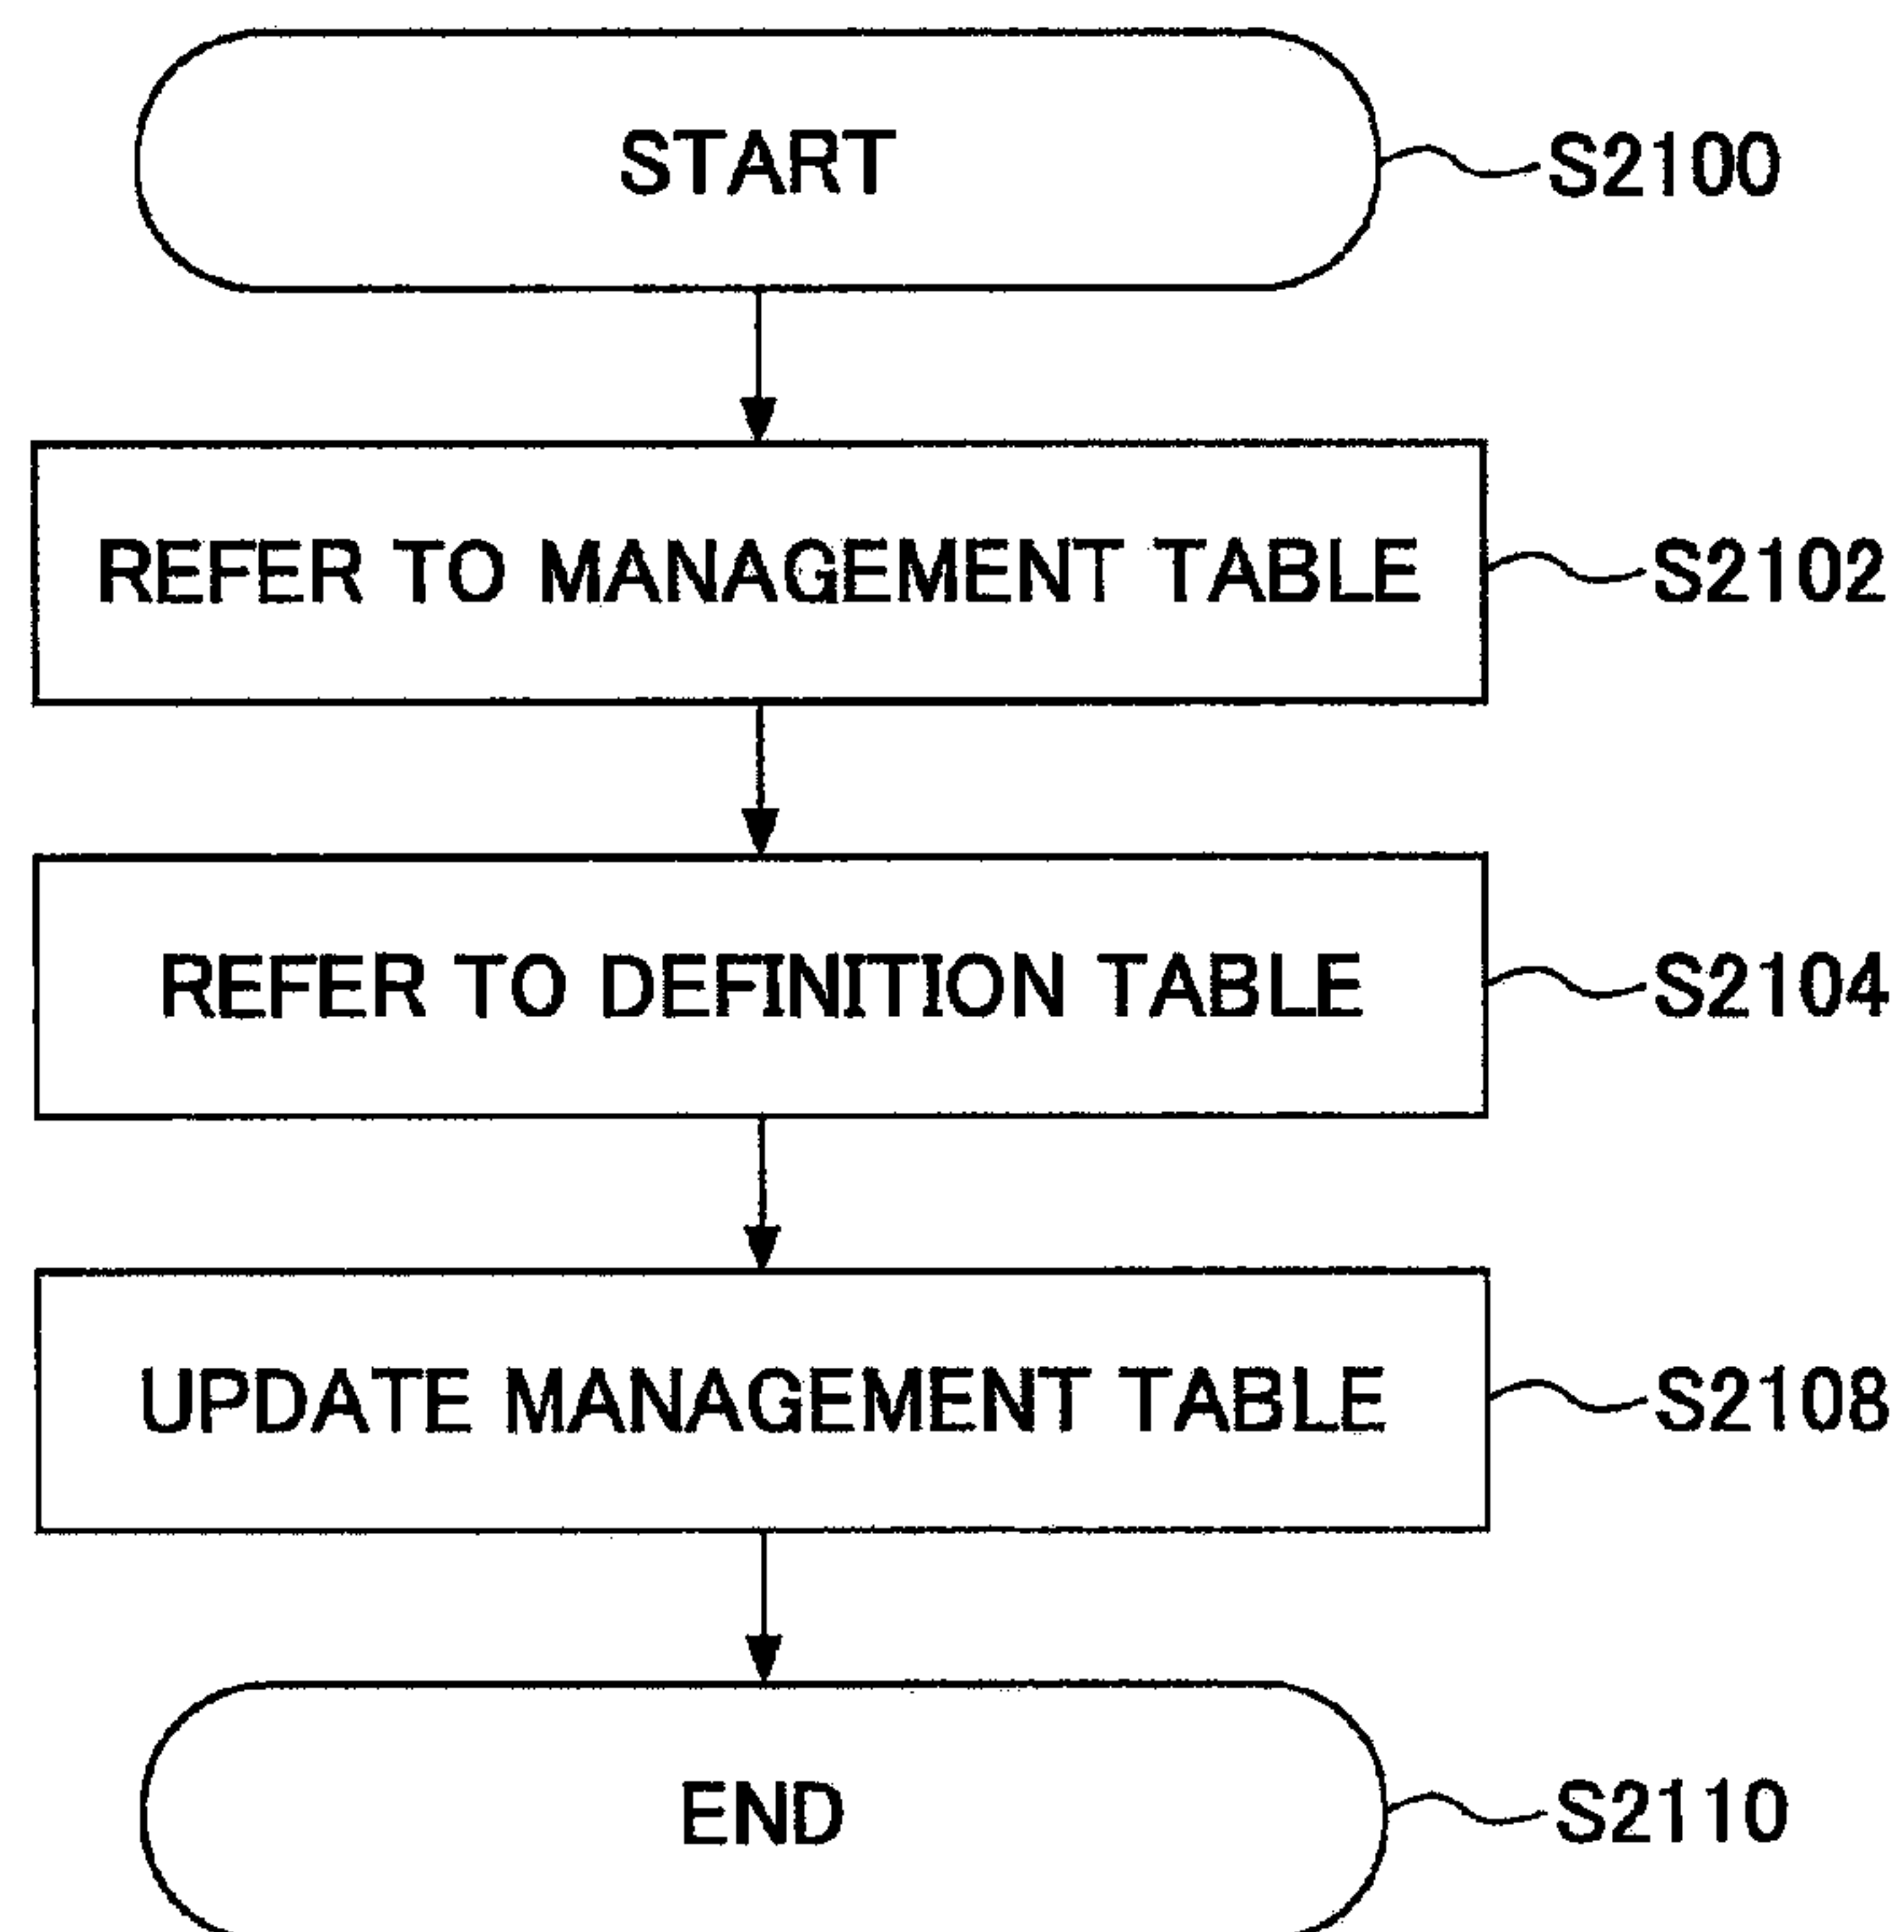 START
S2100
REFER TO MANAGEMENT TABLE
S2102
REFER TO DEFINITION TABLE
S2104
UPDATE MANAGEMENT TABLE
S2108
END
S2110